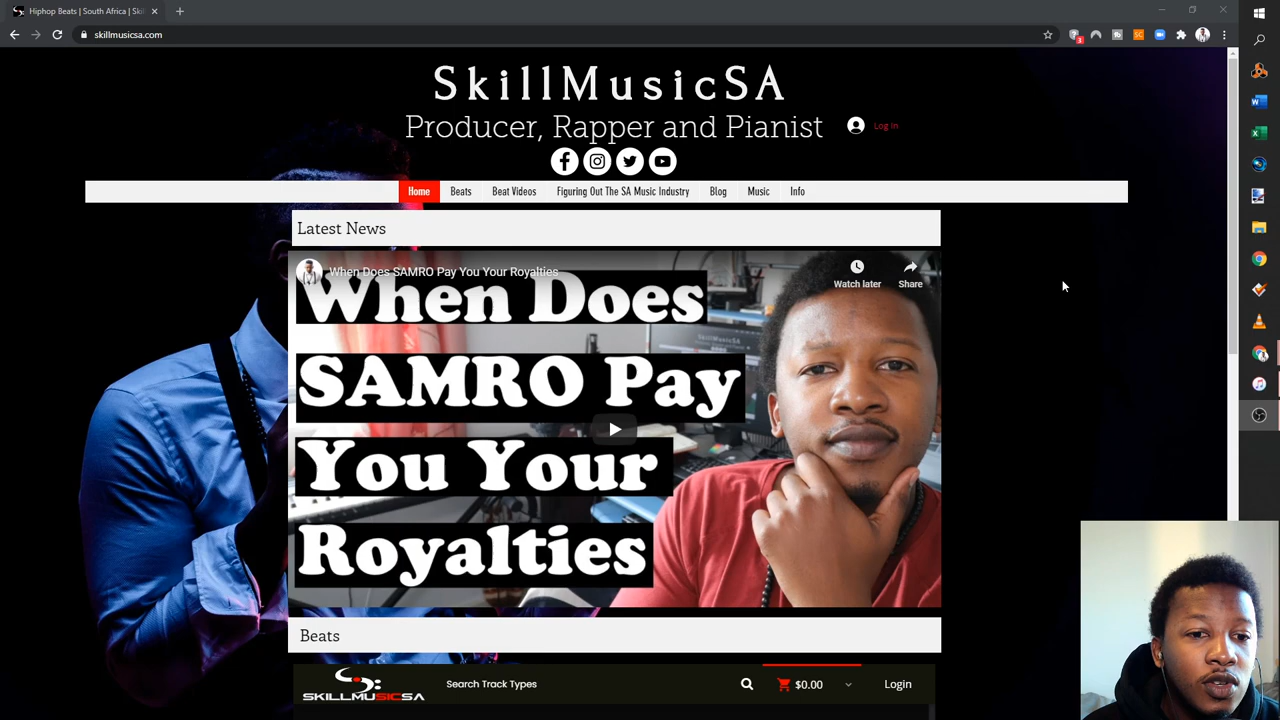 Hiphop Beats | South Africa | Ski
skillmusicsa.com
SkillMusicSA
Producer, Rapper and Pianist
Log In
Home
Beats
Beat Videos
Figuring Out The SA Music Industry
Blog
Music
Info
Latest News
When Does SAMRO Pay You Your Royalties
Watch later
Share
When Does
SAMRO Pay
You Your
Royalties
Beats
SKILLMUSICSA
Search Track Types
$0.00
Login